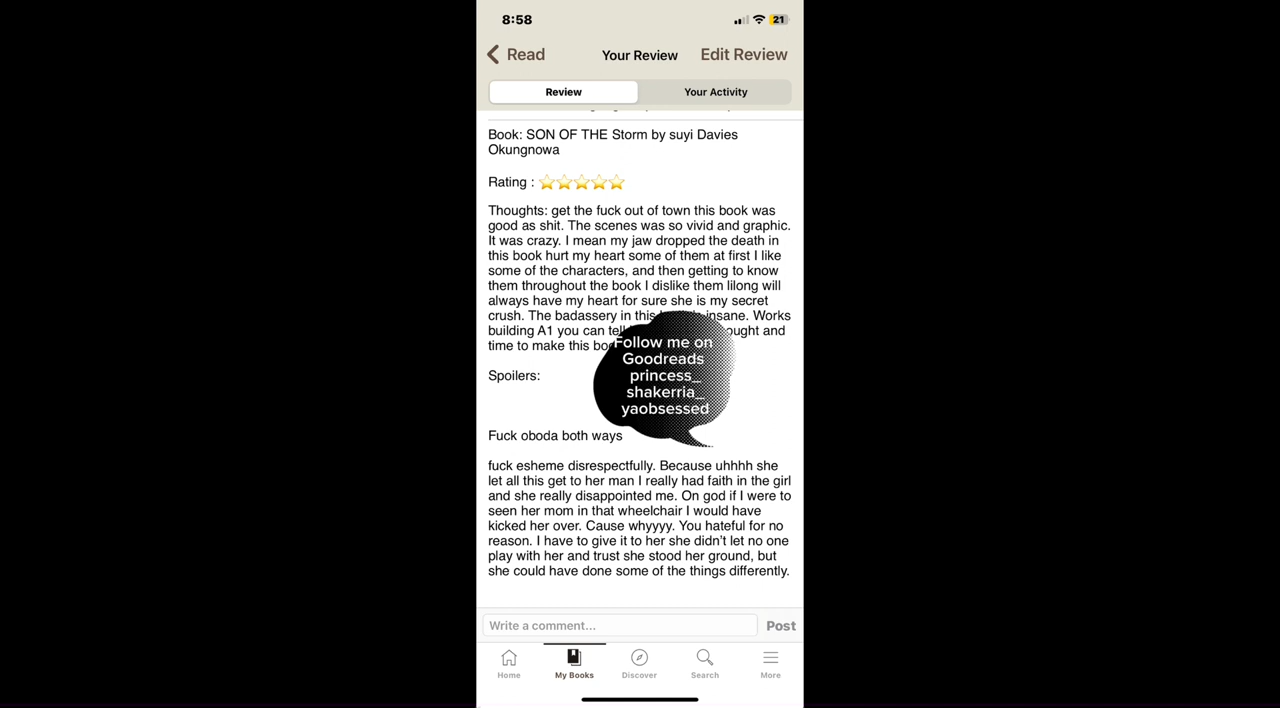 8:58
21
Read
Your Review
Edit Review
Review
Your Activity
Book: SON OF THE Storm by suyi Davies
Okungnowa
Rating : ⭐⭐⭐⭐⭐
Thoughts: get the fuck out of town this book was
good as shit. The scenes was so vivid and graphic.
It was crazy. I mean my jaw dropped the death in
this book hurt my heart some of them at first I like
some of the characters, and then getting to know
them throughout the book I dislike them lilong will
always have my heart for sure she is my secret
crush. The badassery in this insane. Works
building A1 you can tell and
time to make this
Follow me on
Goodreads
princess_
shakerria_
yaobsessed
Spoilers:
Fuck oboda both ways
fuck esheme disrespectfully. Because uhhhh she
let all this get to her man I really had faith in the girl
and she really disappointed me. On god if I were to
seen her mom in that wheelchair I would have
kicked her over. Cause whyyyy. You hateful for no
reason. I have to give it to her she didn't let no one
play with her and trust she stood her ground, but
she could have done some of the things differently.
Write a comment...
Post
Home
My Books
Discover
Search
More